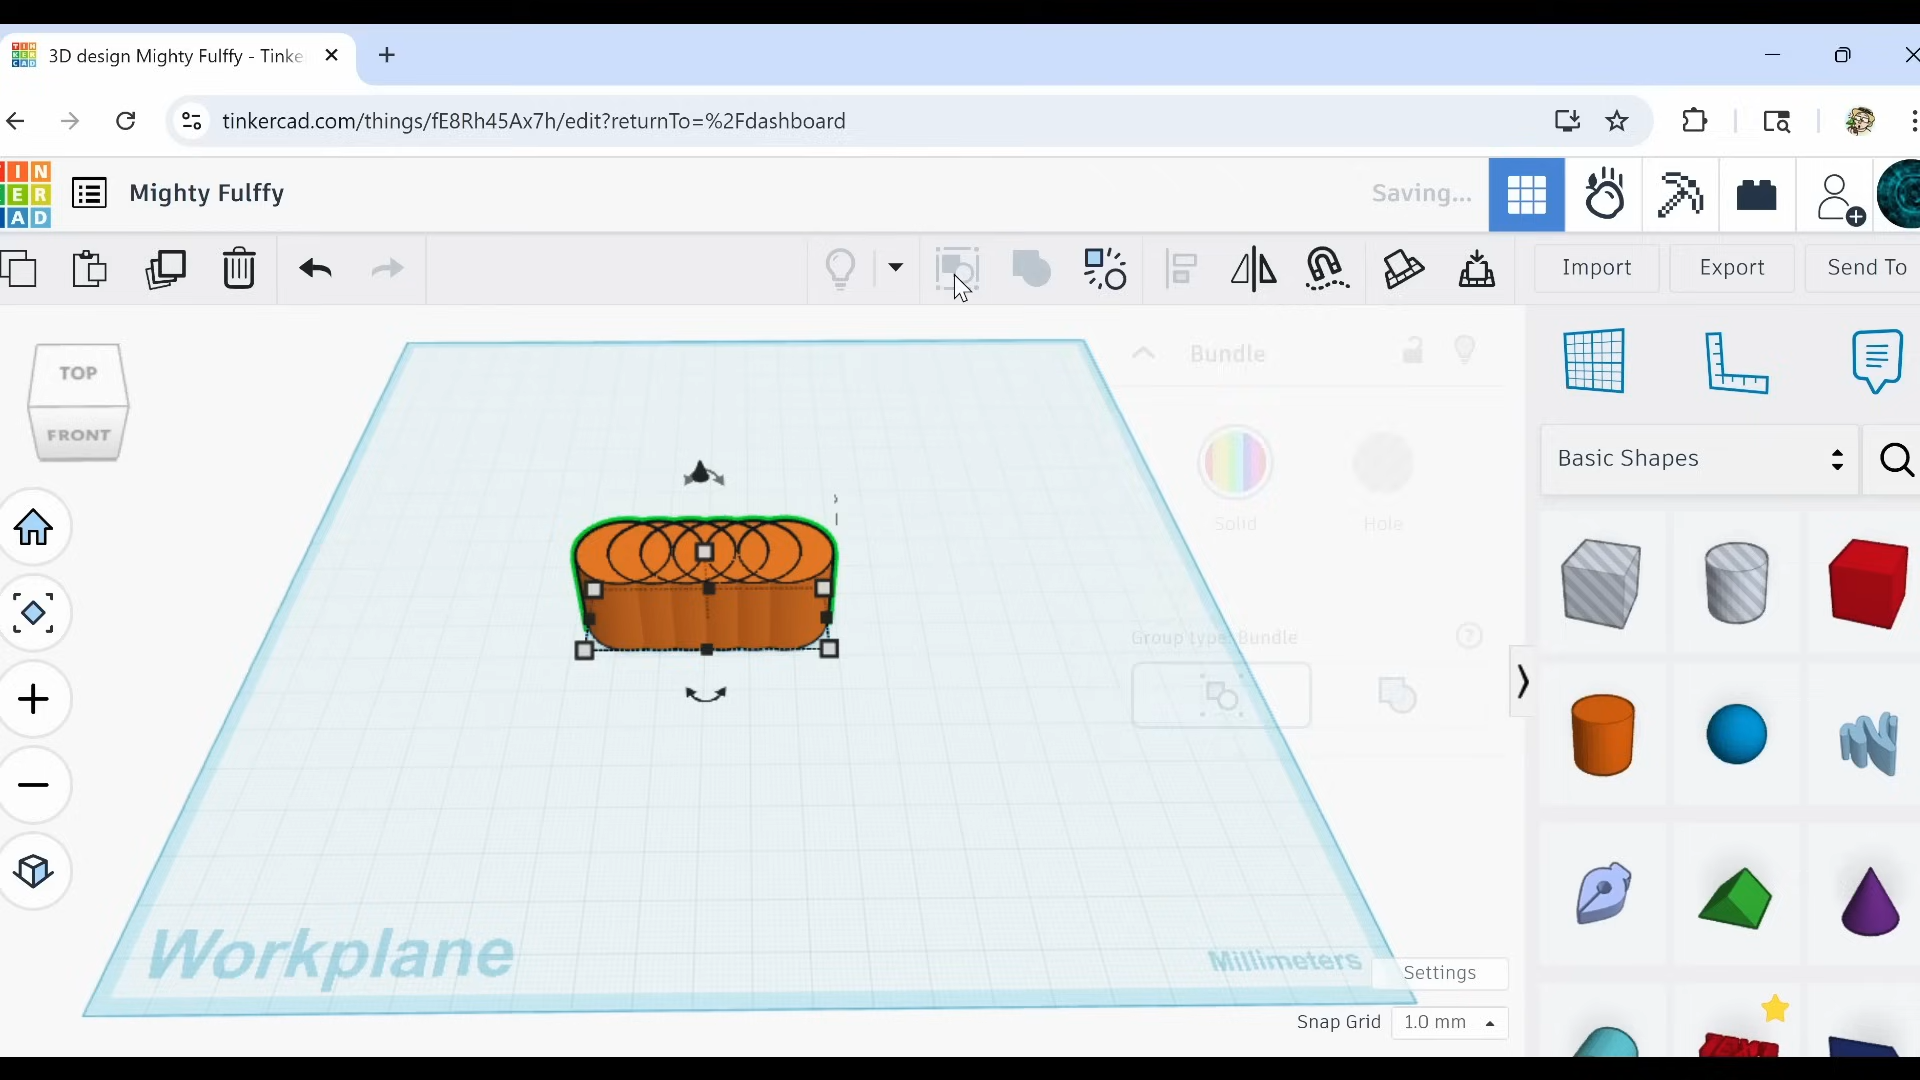 3D design Mighty Fulffy - Tinke
tinkercad.com/things/fE8Rh45Ax7h/edit?returnTo=%2Fdashboard
TIN
KER
CAD
Mighty Fulffy
Saving...
Import
Export
Send To
TOP
FRONT
Bundle
Solid
Hole
Group type: Bundle
?
Basic Shapes
Workplane
Millimeters
Settings
Snap Grid
1.0 mm
TEXT